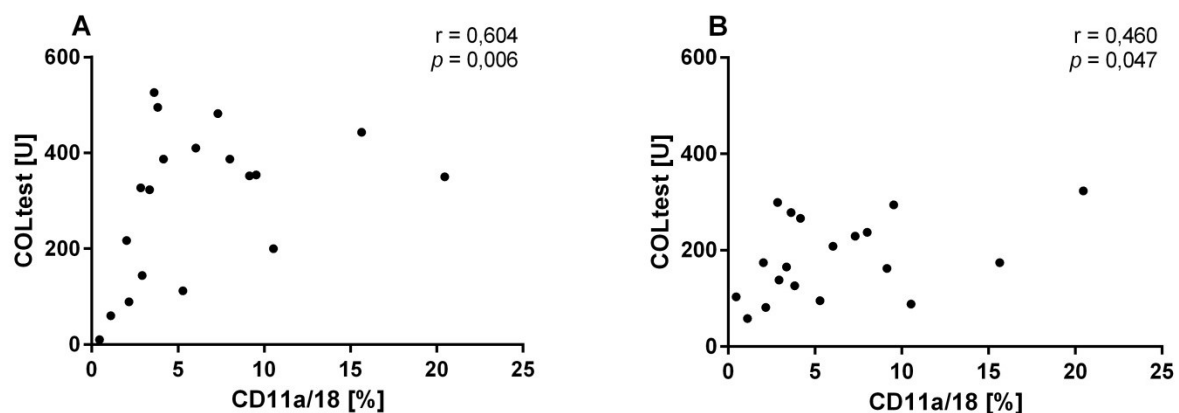 A
r = 0,604
p = 0,006
600
400
200
0
COLtest [U]
0 5 10 15 20 25
CD11a/18 [%]
B
r = 0,460
p = 0,047
600
400
200
0
COLtest [U]
0 5 10 15 20 25
CD11a/18 [%]